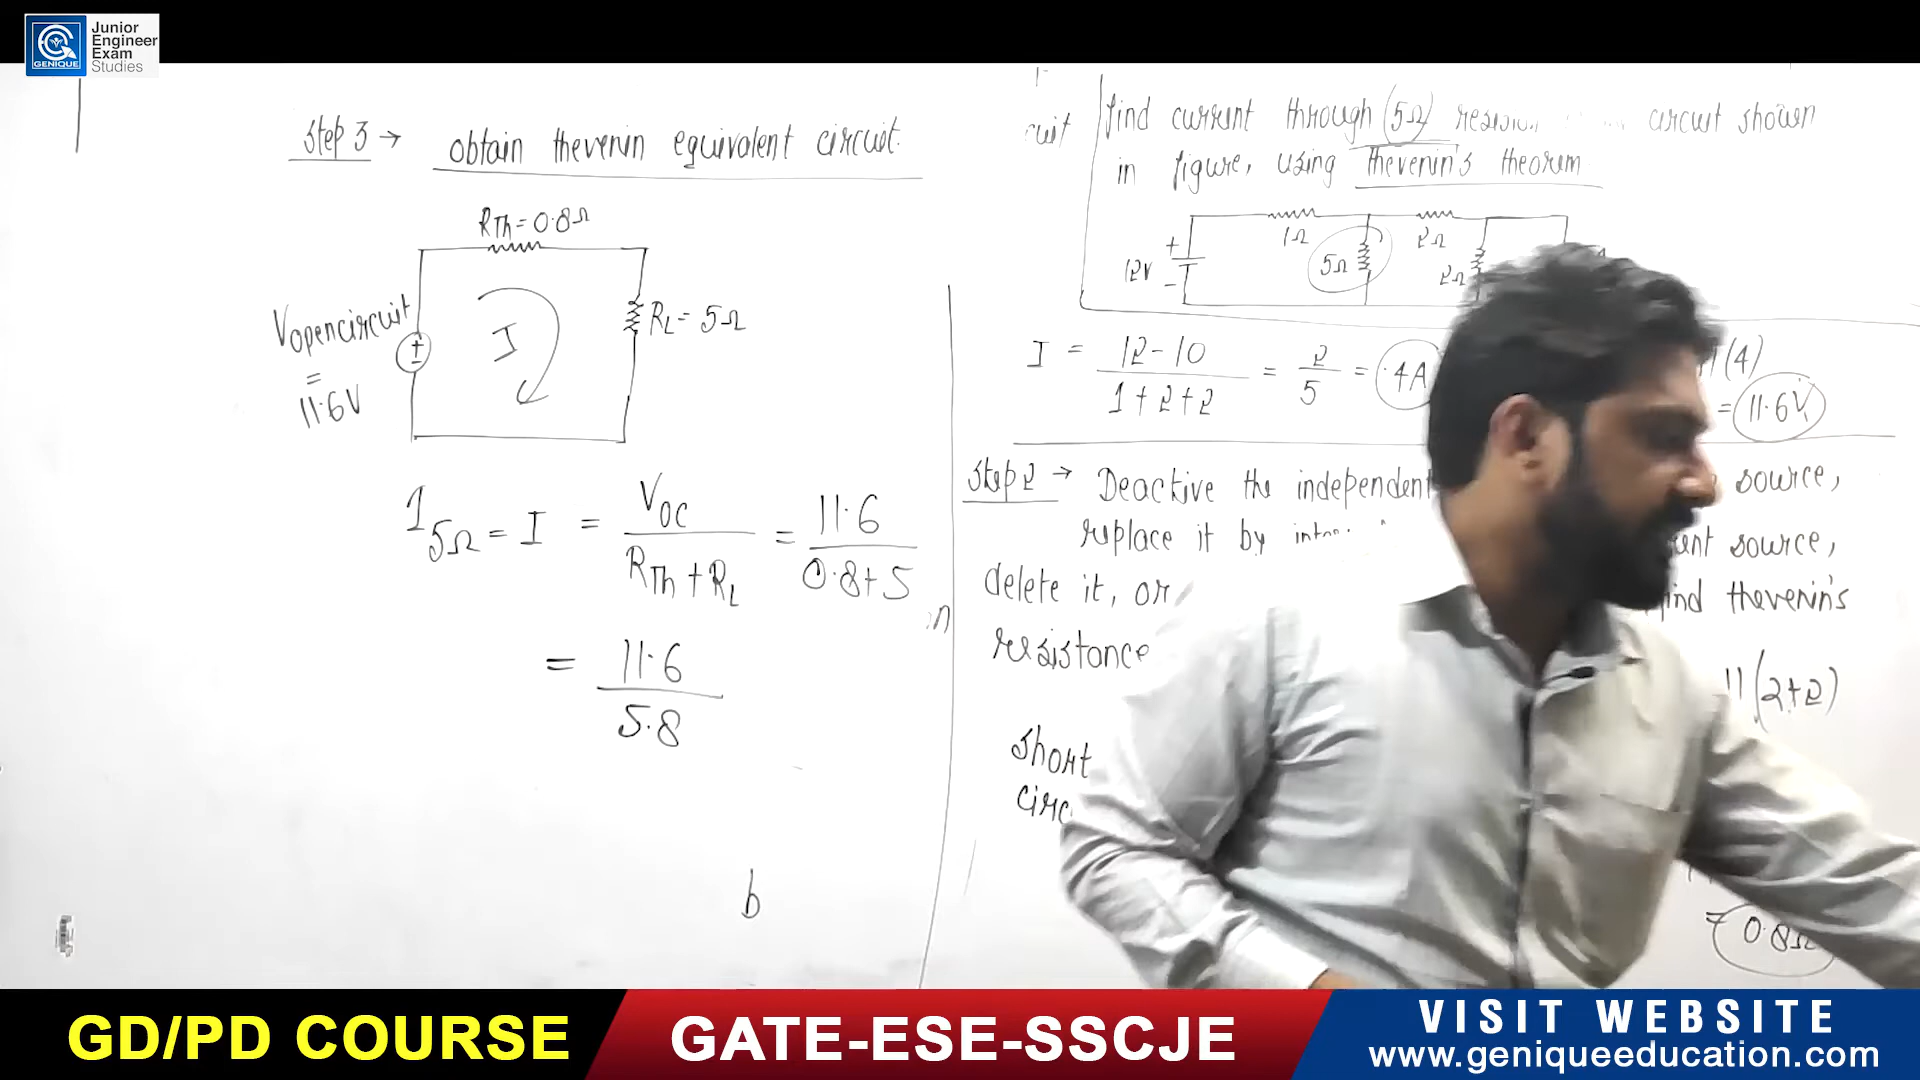 Junior
Engineer
Exam
Studies
GENIQUE
Step 3 → obtain thevenin equivalent circuit.
RTh = 0.8Ω
Vopencircuit
=
11.6V
I
RL = 5Ω
I5Ω = I = Voc / RTh + RL = 11.6 / 0.8+5
= 11.6 / 5.8
b
cuit
find current through 5Ω circuit shown
in figure, using thevenin's theorem
1Ω
2Ω
12V
+
-
5Ω
2Ω
I = 12-10 / 1+2+2 = 2 / 5 = .4A
(4)
= 11.6V
Step 2 → Deactive the independent source,
replace it by source,
delete it, or find thevenin's
resistance
|| (2+2)
short
= 0.8Ω
GD/PD COURSE
GATE-ESE-SSCJE
VISIT WEBSITE
www.geniqueeducation.com